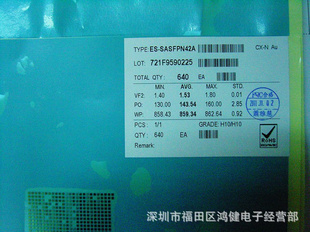 TYPE: ES-SASFPN42A CX-N Au
LOT: 721F9590225
TOTAL QTY : 640 EA
MIN. AVG. MAX. STD.
VF2 1.40 1.53 1.80 0.01
PO: 130.00 143.54 160.00 2.85
WP: 858.43 859.34 862.64 0.92
PCS : 1/1 GRADE: H10/H10
QTY : 640 EA
Remark:
RoHS
深圳市福田区鸿健电子经营部